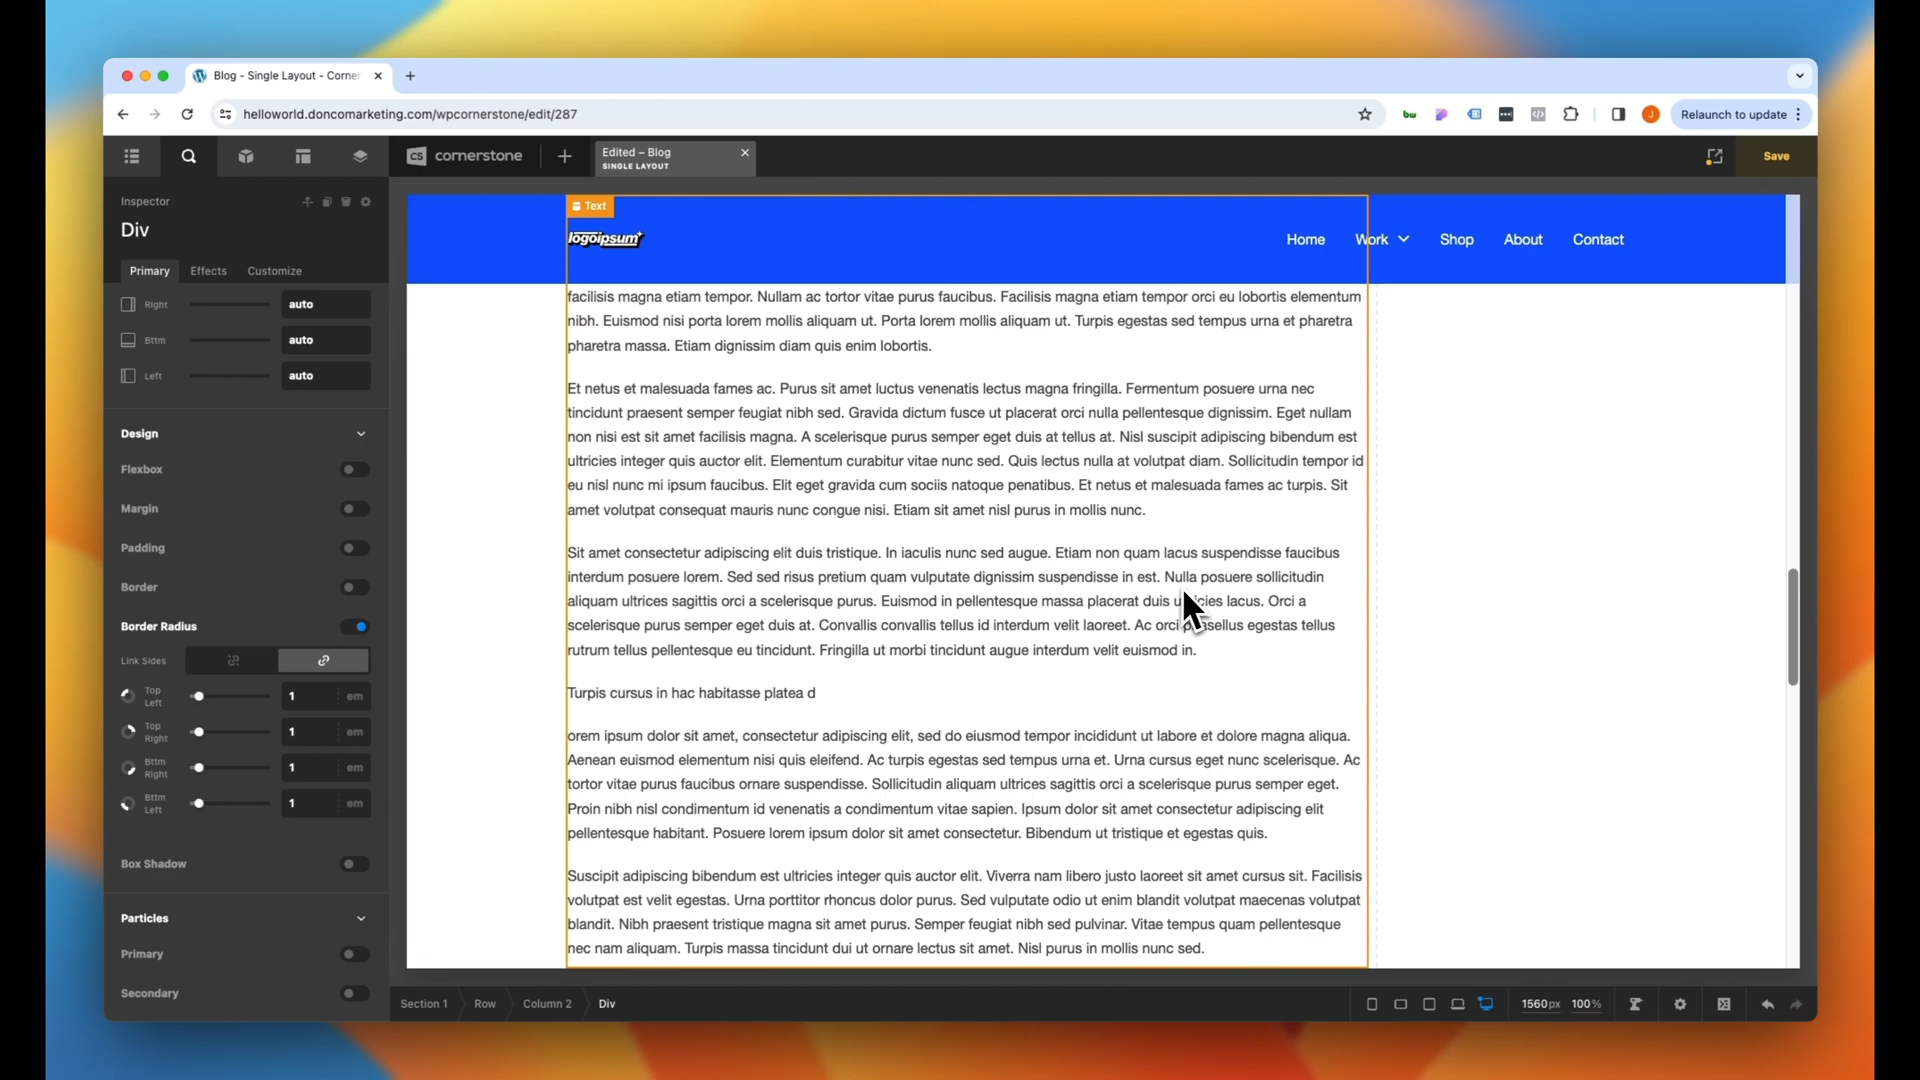 Blog - Single Layout - Corner
helloworld.doncomarketing.com/wpcornerstone/edit/287
Relaunch to update
cornerstone
Edited – Blog
SINGLE LAYOUT
Save
Inspector
Div
Primary Effects Customize
Right auto
Bttm auto
Left auto
Design
Flexbox
Margin
Padding
Border
Border Radius
Link Sides
Top Left 1 em
Top Right 1 em
Bttm Right 1 em
Bttm Left 1 em
Box Shadow
Particles
Primary
Secondary
Text
logoipsum
Home Work Shop About Contact
facilisis magna etiam tempor. Nullam ac tortor vitae purus faucibus. Facilisis magna etiam tempor orci eu lobortis elementum
nibh. Euismod nisi porta lorem mollis aliquam ut. Porta lorem mollis aliquam ut. Turpis egestas sed tempus urna et pharetra
pharetra massa. Etiam dignissim diam quis enim lobortis.
Et netus et malesuada fames ac. Purus sit amet luctus venenatis lectus magna fringilla. Fermentum posuere urna nec
tincidunt praesent semper feugiat nibh sed. Gravida dictum fusce ut placerat orci nulla pellentesque dignissim. Eget nullam
non nisi est sit amet facilisis magna. A scelerisque purus semper eget duis at tellus at. Nisl suscipit adipiscing bibendum est
ultricies integer quis auctor elit. Elementum curabitur vitae nunc sed. Quis lectus nulla at volutpat diam. Sollicitudin tempor id
eu nisl nunc mi ipsum faucibus. Elit eget gravida cum sociis natoque penatibus. Et netus et malesuada fames ac turpis. Sit
amet volutpat consequat mauris nunc congue nisi. Etiam sit amet nisl purus in mollis nunc.
Sit amet consectetur adipiscing elit duis tristique. In iaculis nunc sed augue. Etiam non quam lacus suspendisse faucibus
interdum posuere lorem. Sed sed risus pretium quam vulputate dignissim suspendisse in est. Nulla posuere sollicitudin
aliquam ultrices sagittis orci a scelerisque purus. Euismod in pellentesque massa placerat duis lacus. Orci a
scelerisque purus semper eget duis at. Convallis convallis tellus id interdum velit laoreet. Ac orci egestas tellus
rutrum tellus pellentesque eu tincidunt. Fringilla ut morbi tincidunt augue interdum velit euismod in.
Turpis cursus in hac habitasse platea d
orem ipsum dolor sit amet, consectetur adipiscing elit, sed do eiusmod tempor incididunt ut labore et dolore magna aliqua.
Aenean euismod elementum nisi quis eleifend. Ac turpis egestas sed tempus urna et. Urna cursus eget nunc scelerisque. Ac
tortor vitae purus faucibus ornare suspendisse. Sollicitudin aliquam ultrices sagittis orci a scelerisque purus semper eget.
Proin nibh nisl condimentum id venenatis a condimentum vitae sapien. Ipsum dolor sit amet consectetur adipiscing elit
pellentesque habitant. Posuere lorem ipsum dolor sit amet consectetur. Bibendum ut tristique et egestas quis.
Suscipit adipiscing bibendum est ultricies integer quis auctor elit. Viverra nam libero justo laoreet sit amet cursus sit. Facilisis
volutpat est velit egestas. Urna porttitor rhoncus dolor purus. Sed vulputate odio ut enim blandit volutpat maecenas volutpat
blandit. Nibh praesent tristique magna sit amet purus. Semper feugiat nibh sed pulvinar. Vitae tempus quam pellentesque
nec nam aliquam. Turpis massa tincidunt dui ut ornare lectus sit amet. Nisl purus in mollis nunc sed.
Section 1 Row Column 2 Div
1560px 100%